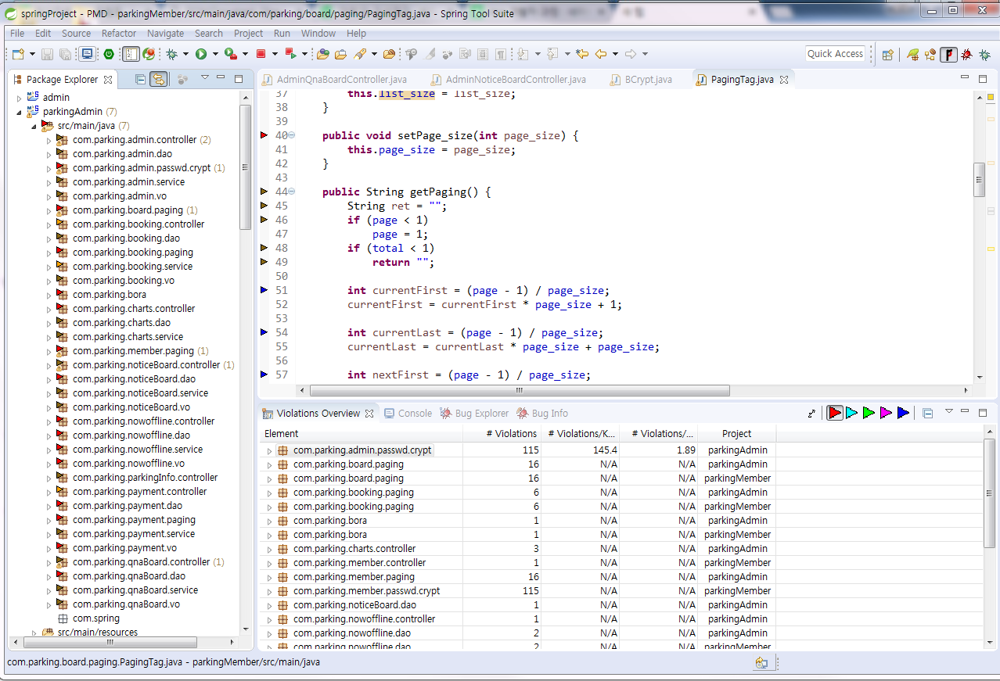 springProject - PMD - parkingMember/src/main/java/com/parking/board/paging/PagingTag.java - Spring Tool Suite
File Edit Source Refactor Navigate Search Project Run Window Help
Quick Access
Package Explorer
admin
parkingAdmin (7)
src/main/java (7)
com.parking.admin.controller (2)
com.parking.admin.dao
com.parking.admin.passwd.crypt (1)
com.parking.admin.service
com.parking.admin.vo
com.parking.board.paging (1)
com.parking.booking.controller
com.parking.booking.dao
com.parking.booking.paging
com.parking.booking.service
com.parking.booking.vo
com.parking.bora
com.parking.charts.controller
com.parking.charts.dao
com.parking.charts.service
com.parking.member.paging (1)
com.parking.noticeBoard.controller (1)
com.parking.noticeBoard.dao
com.parking.noticeBoard.service
com.parking.noticeBoard.vo
com.parking.nowoffline.controller
com.parking.nowoffline.dao
com.parking.nowoffline.service
com.parking.nowoffline.vo
com.parking.parkingInfo.controller
com.parking.payment.controller
com.parking.payment.dao
com.parking.payment.paging
com.parking.payment.service
com.parking.payment.vo
com.parking.qnaBoard.controller (1)
com.parking.qnaBoard.dao
com.parking.qnaBoard.service
com.parking.qnaBoard.vo
com.spring
src/main/resources
AdminQnaBoardController.java AdminNoticeBoardController.java BCrypt.java PagingTag.java
37 this.list_size = list_size;
38 }
39
40 public void setPage_size(int page_size) {
41 this.page_size = page_size;
42 }
43
44 public String getPaging() {
45 String ret = "";
46 if (page < 1)
47 page = 1;
48 if (total < 1)
49 return "";
50
51 int currentFirst = (page - 1) / page_size;
52 currentFirst = currentFirst * page_size + 1;
53
54 int currentLast = (page - 1) / page_size;
55 currentLast = currentLast * page_size + page_size;
56
57 int nextFirst = (page - 1) / page_size;
Violations Overview Console Bug Explorer Bug Info
Element # Violations # Violations/K... # Violations/... Project
com.parking.admin.passwd.crypt 115 145.4 1.89 parkingAdmin
com.parking.board.paging 16 N/A N/A parkingAdmin
com.parking.board.paging 16 N/A N/A parkingMember
com.parking.booking.paging 6 N/A N/A parkingAdmin
com.parking.booking.paging 6 N/A N/A parkingMember
com.parking.bora 1 N/A N/A parkingAdmin
com.parking.bora 1 N/A N/A parkingMember
com.parking.charts.controller 3 N/A N/A parkingAdmin
com.parking.member.controller 1 N/A N/A parkingMember
com.parking.member.paging 16 N/A N/A parkingAdmin
com.parking.member.passwd.crypt 115 N/A N/A parkingMember
com.parking.noticeBoard.dao 1 N/A N/A parkingAdmin
com.parking.nowoffline.controller 1 N/A N/A parkingMember
com.parking.nowoffline.dao 2 N/A N/A parkingAdmin
com.parking.nowoffline.dao 2 N/A N/A parkingMember
com.parking.board.paging.PagingTag.java - parkingMember/src/main/java